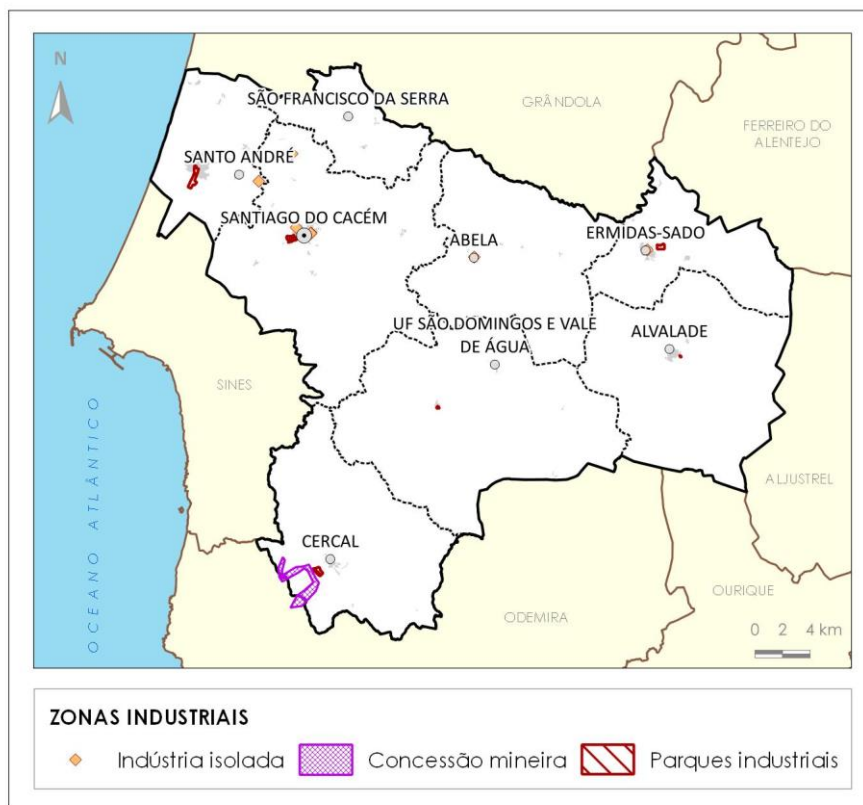 N
SÃO FRANCISCO DA SERRA
GRÂNDOLA
FERREIRO DO
ALENTEJO
SANTO ANDRÉ
SANTIAGO DO CACÉM
ABELA
ERMIDAS-SADO
UF SÃO DOMINGOS E VALE
DE ÁGUA
ALVALADE
SINES
OCEANO ATLÂNTICO
ALJUSTREL
CERCAL
OURIQUE
ODEMIRA
0 2 4 km
ZONAS INDUSTRIAIS
Indústria isolada
Concessão mineira
Parques industriais